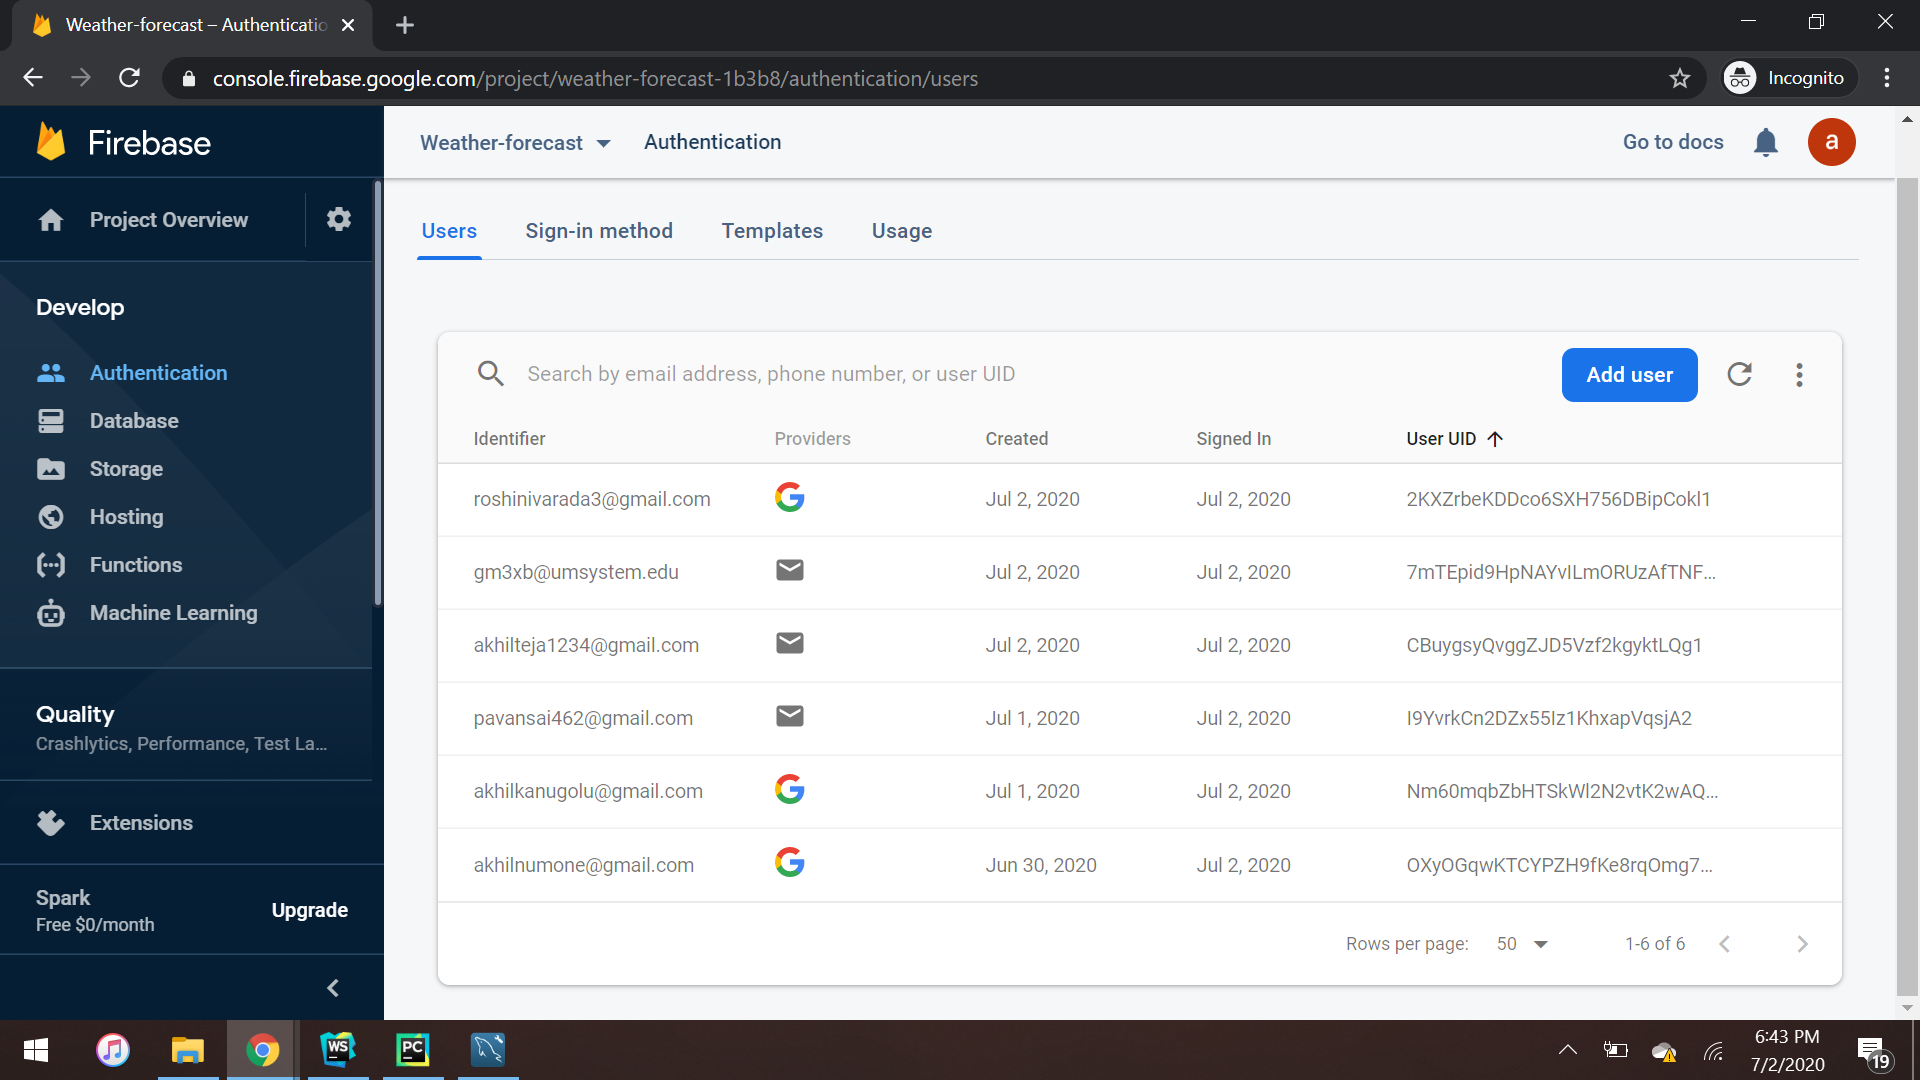 Weather-forecast – Authenticatio
console.firebase.google.com/project/weather-forecast-1b3b8/authentication/users
Incognito
Firebase
Weather-forecast
Authentication
Go to docs
a
Project Overview
Users
Sign-in method
Templates
Usage
Develop
Authentication
Database
Storage
Hosting
Functions
Machine Learning
Quality
Crashlytics, Performance, Test La...
Extensions
Spark
Free $0/month
Upgrade
Search by email address, phone number, or user UID
Add user
Identifier Providers Created Signed In User UID
roshinivarada3@gmail.com Jul 2, 2020 Jul 2, 2020 2KXZrbeKDDco6SXH756DBipCokl1
gm3xb@umsystem.edu Jul 2, 2020 Jul 2, 2020 7mTEpid9HpNAYvILmORUzAfTNF...
akhilteja1234@gmail.com Jul 2, 2020 Jul 2, 2020 CBuygsyQvggZJD5Vzf2kgyktLQg1
pavansai462@gmail.com Jul 1, 2020 Jul 2, 2020 I9YvrkCn2DZx55Iz1KhxapVqsjA2
akhilkanugolu@gmail.com Jul 1, 2020 Jul 2, 2020 Nm60mqbZbHTSkWl2N2vtK2wAQ...
akhilnumone@gmail.com Jun 30, 2020 Jul 2, 2020 OXyOGqwKTCYPZH9fKe8rqOmg7...
Rows per page: 50 1-6 of 6
WS
PC
6:43 PM
7/2/2020
19